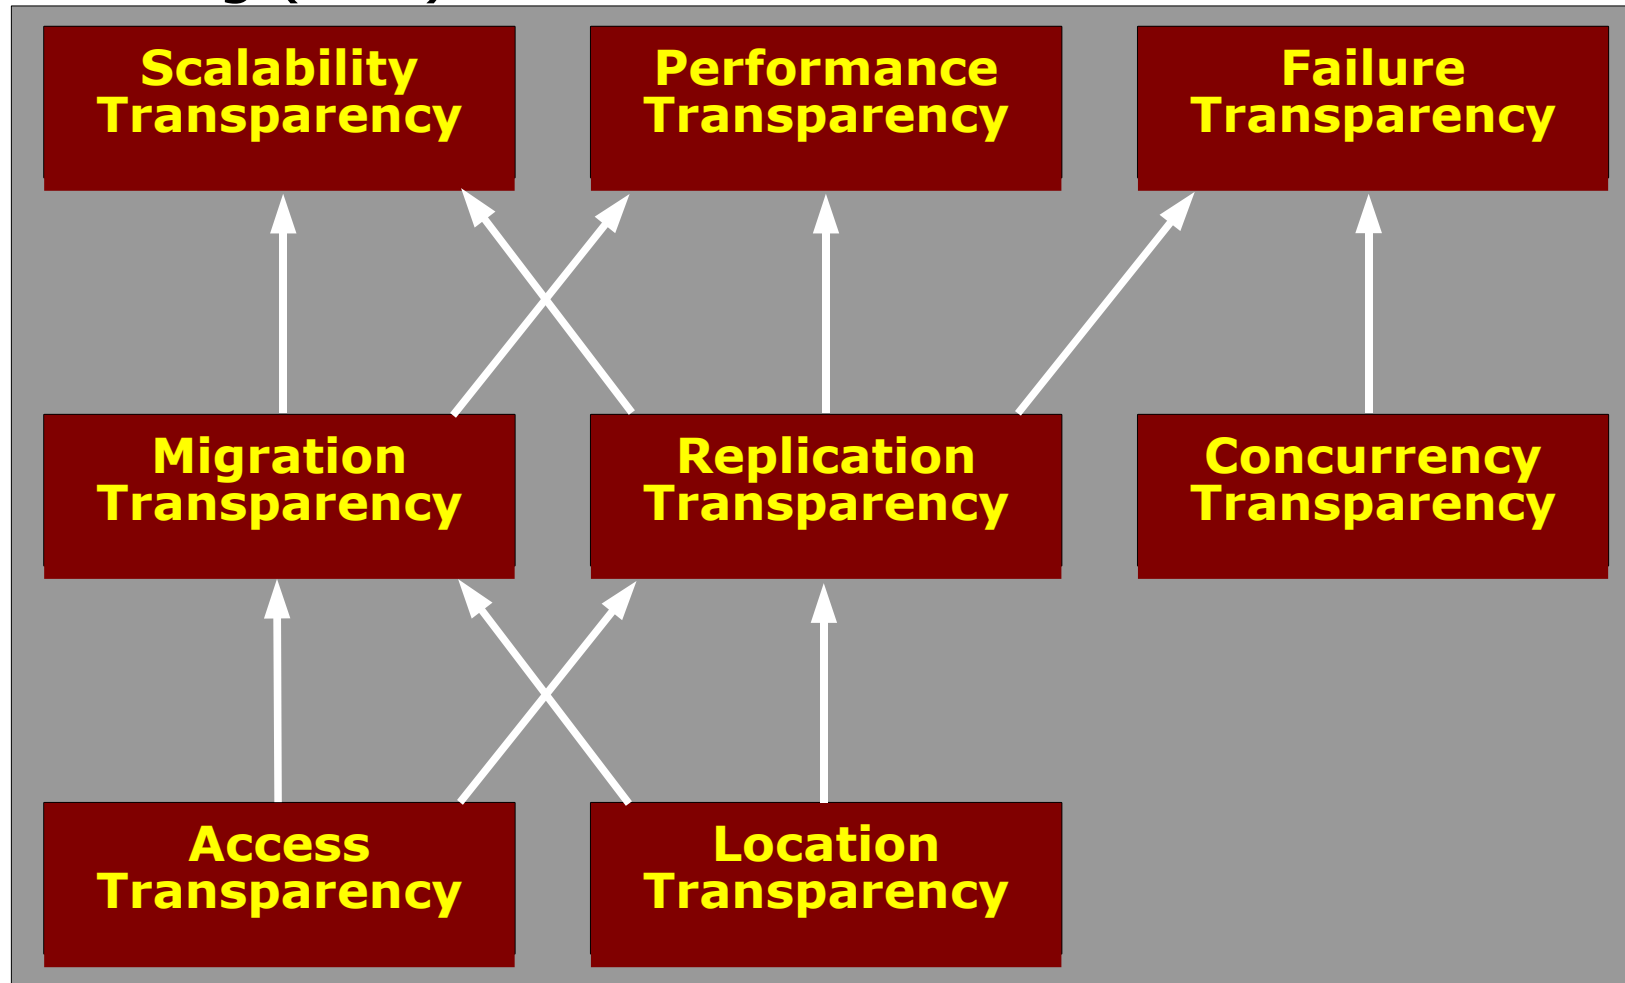 Scalability
Transparency
Performance
Transparency
Failure
Transparency
Migration
Transparency
Replication
Transparency
Concurrency
Transparency
Access
Transparency
Location
Transparency